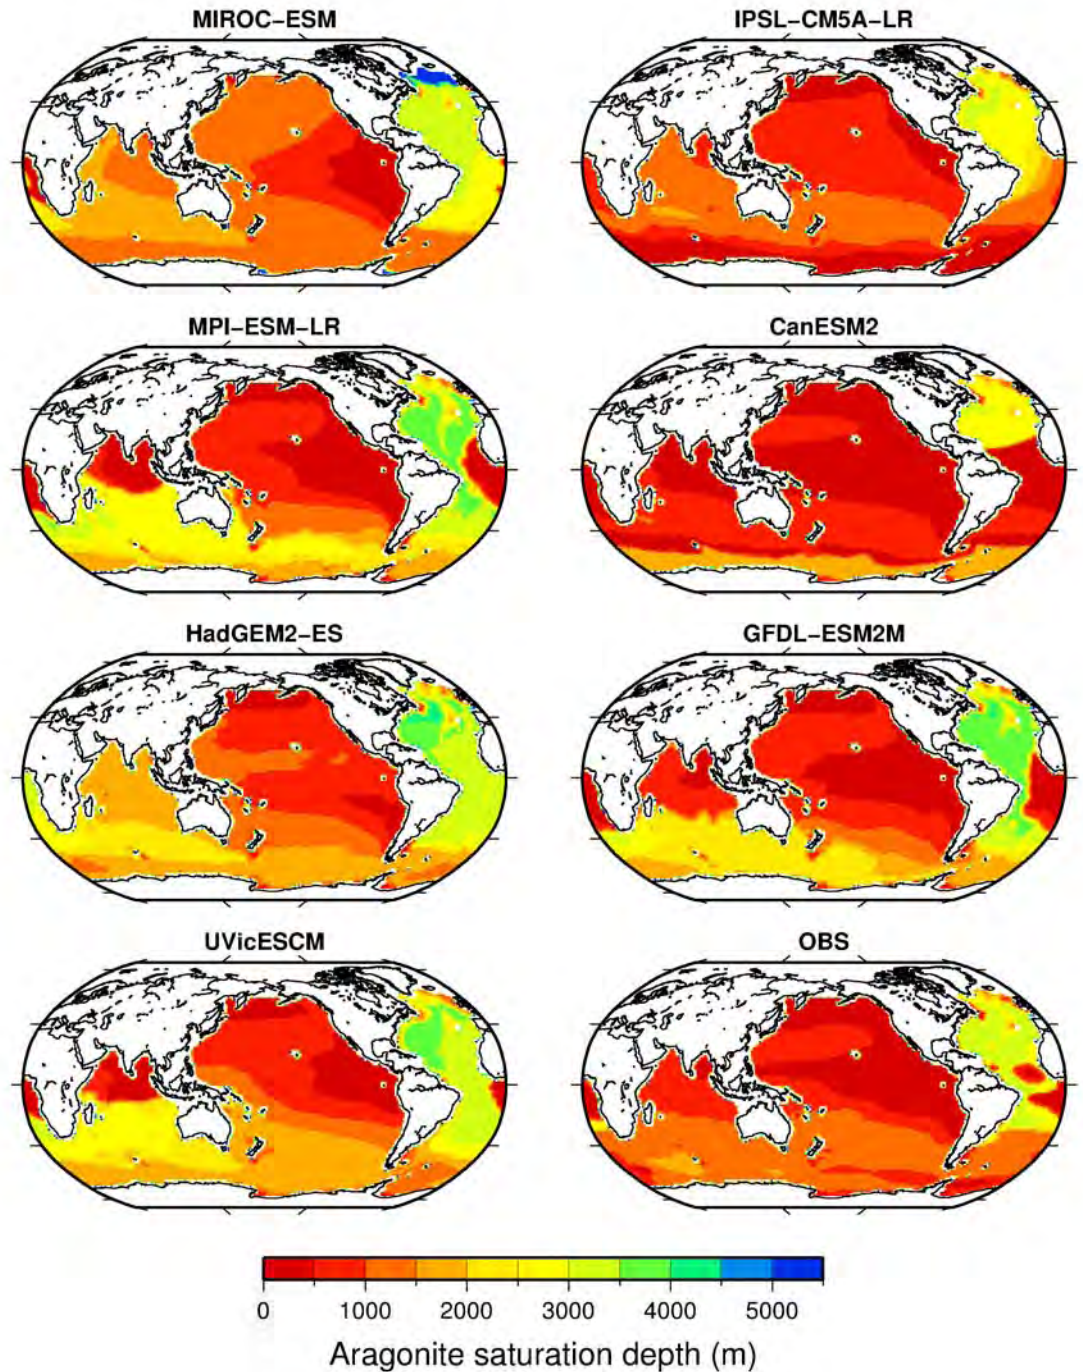 MIROC−ESM
IPSL−CM5A−LR
MPI−ESM−LR
CanESM2
HadGEM2−ES
GFDL−ESM2M
UVicESCM
OBS
0 1000 2000 3000 4000 5000
Aragonite saturation depth (m)